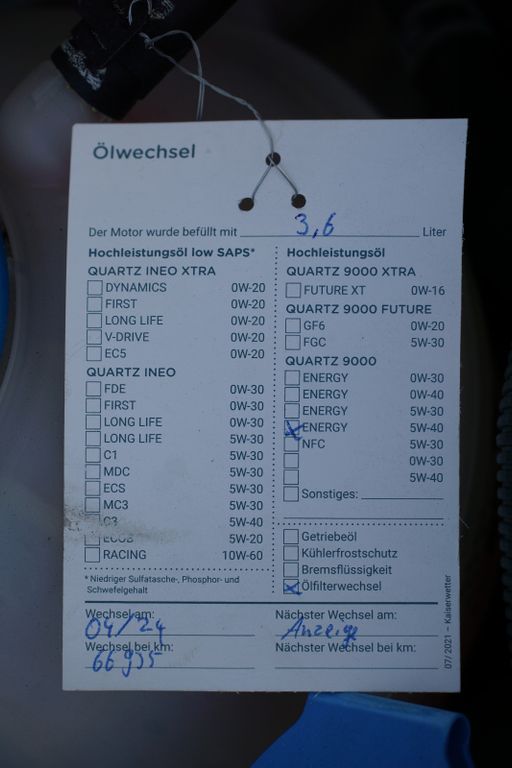 Ölwechsel
Der Motor wurde befüllt mit 3,6 Liter
Hochleistungsöl low SAPS*
QUARTZ INEO XTRA
DYNAMICS 0W-20
FIRST 0W-20
LONG LIFE 0W-20
V-DRIVE 0W-20
EC5 0W-20
QUARTZ INEO
FDE 0W-30
FIRST 0W-30
LONG LIFE 0W-30
LONG LIFE 5W-30
C1 5W-30
MDC 5W-30
ECS 5W-30
MC3 5W-30
C3 5W-40
5W-20
RACING 10W-60
* Niedriger Sulfatasche-, Phosphor- und
Schwefelgehalt
Hochleistungsöl
QUARTZ 9000 XTRA
FUTURE XT 0W-16
QUARTZ 9000 FUTURE
GF6 0W-20
FGC 5W-30
QUARTZ 9000
ENERGY 0W-30
ENERGY 0W-40
ENERGY 5W-30
ENERGY 5W-40
NFC 5W-30
0W-30
5W-40
Sonstiges:
Getriebeöl
Kühlerfrostschutz
Bremsflüssigkeit
Ölfilterwechsel
Wechsel am:
04/24
Wechsel bei km:
66935
Nächster Wechsel am:
Anzeige
Nächster Wechsel bei km:
07/2021 – Kaiserwetter